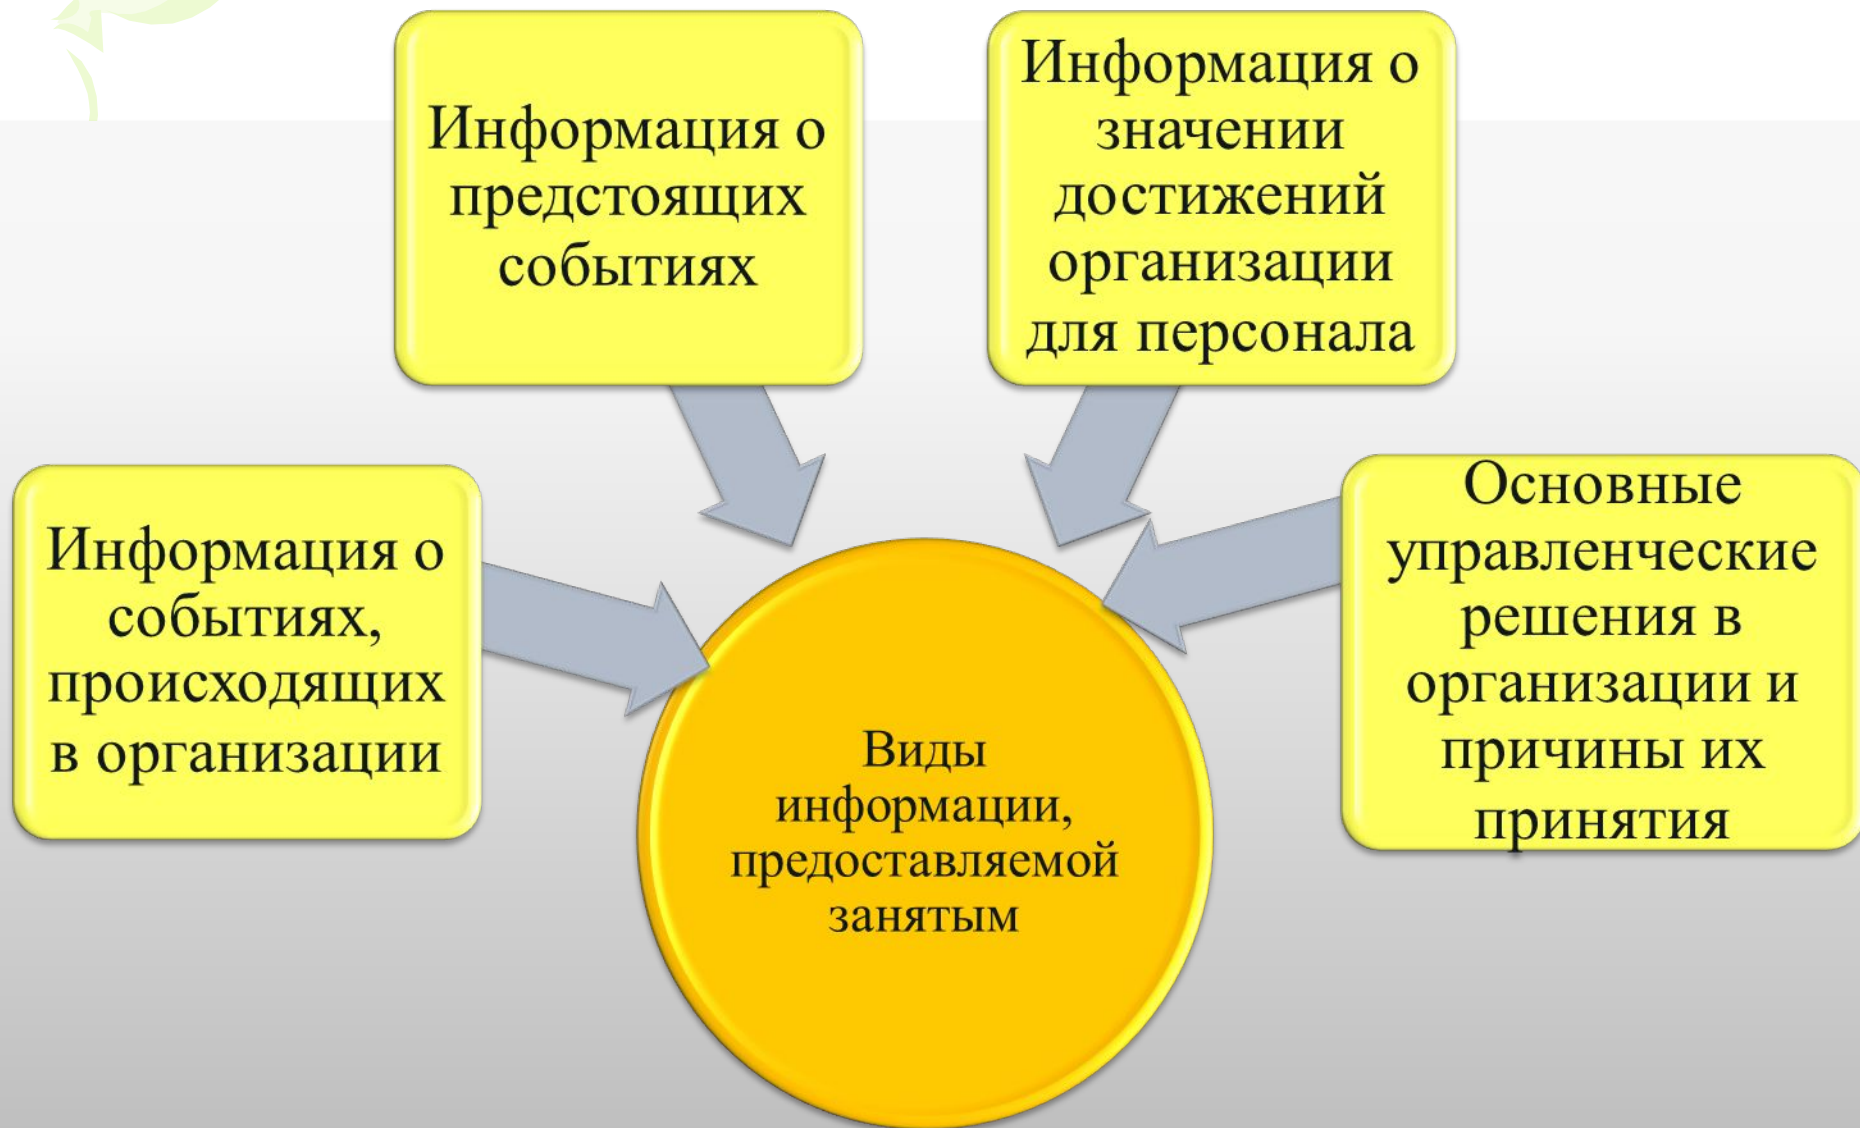 Информация о
предстоящих
событиях
Информация о
значении
достижений
организации
для персонала
Информация о
событиях,
происходящих
в организации
Основные
управленческие
решения в
организации и
причины их
принятия
Виды
информации,
предоставляемой
занятым